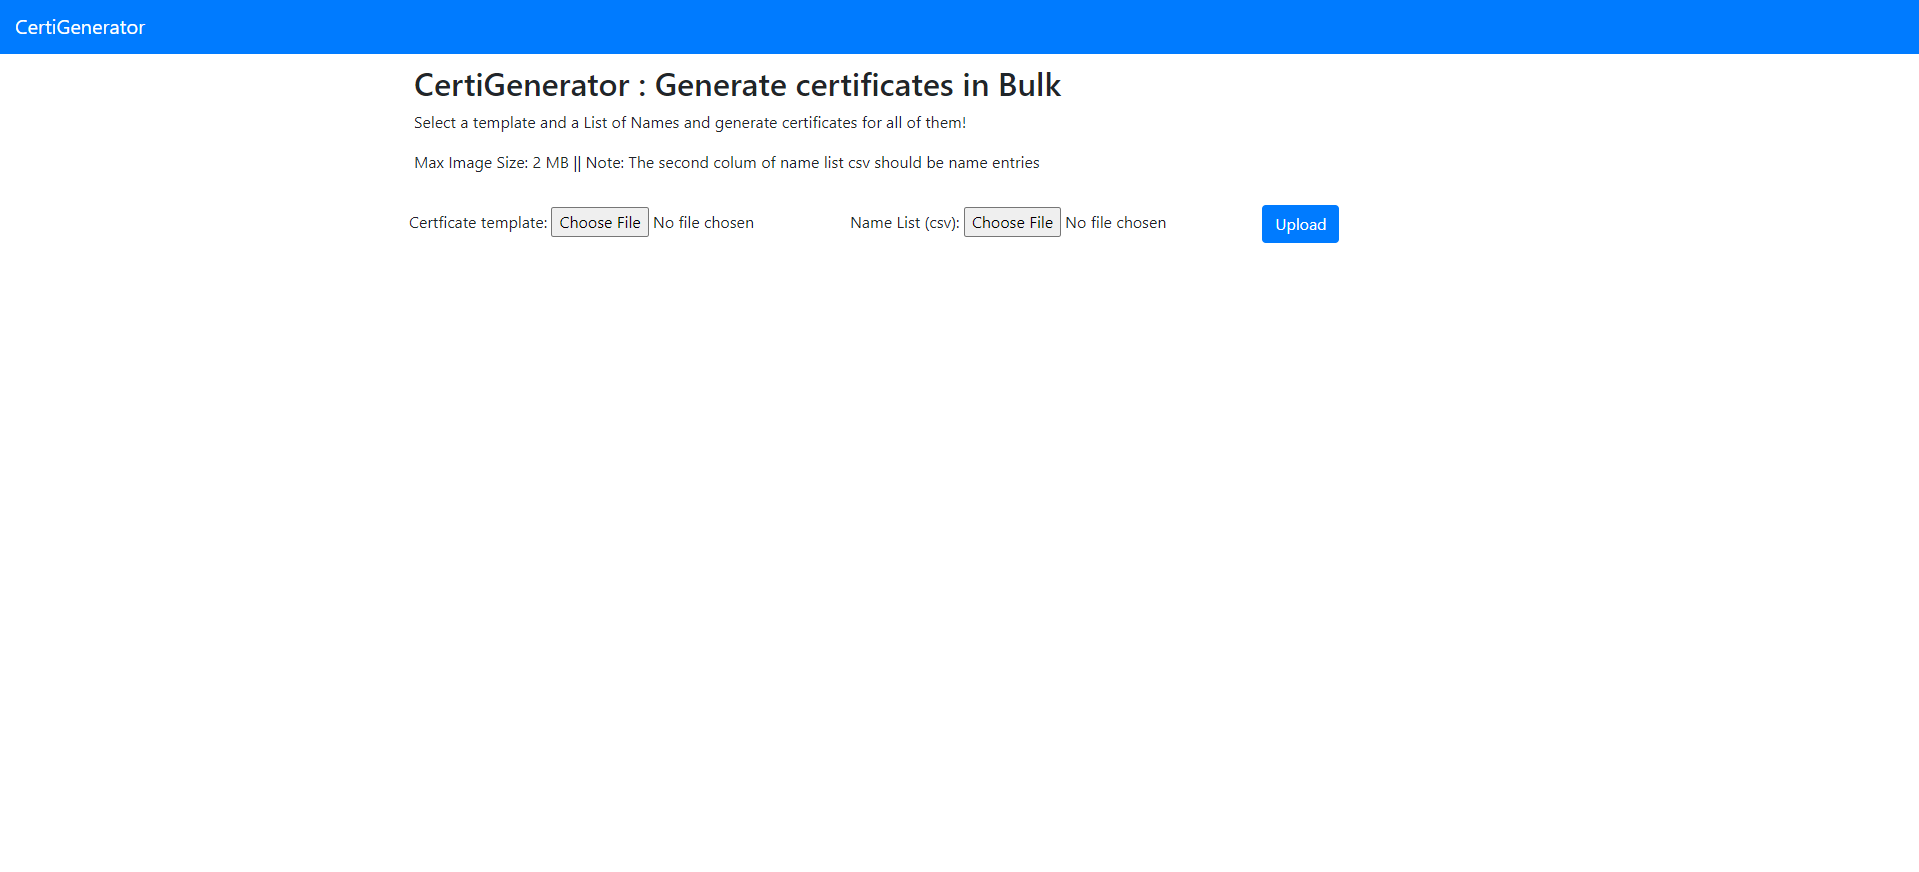 CertiGenerator
CertiGenerator : Generate certificates in Bulk
Select a template and a List of Names and generate certificates for all of them!
Max Image Size: 2 MB || Note: The second colum of name list csv should be name entries
Certficate template: Choose File No file chosen Name List (csv): Choose File No file chosen Upload